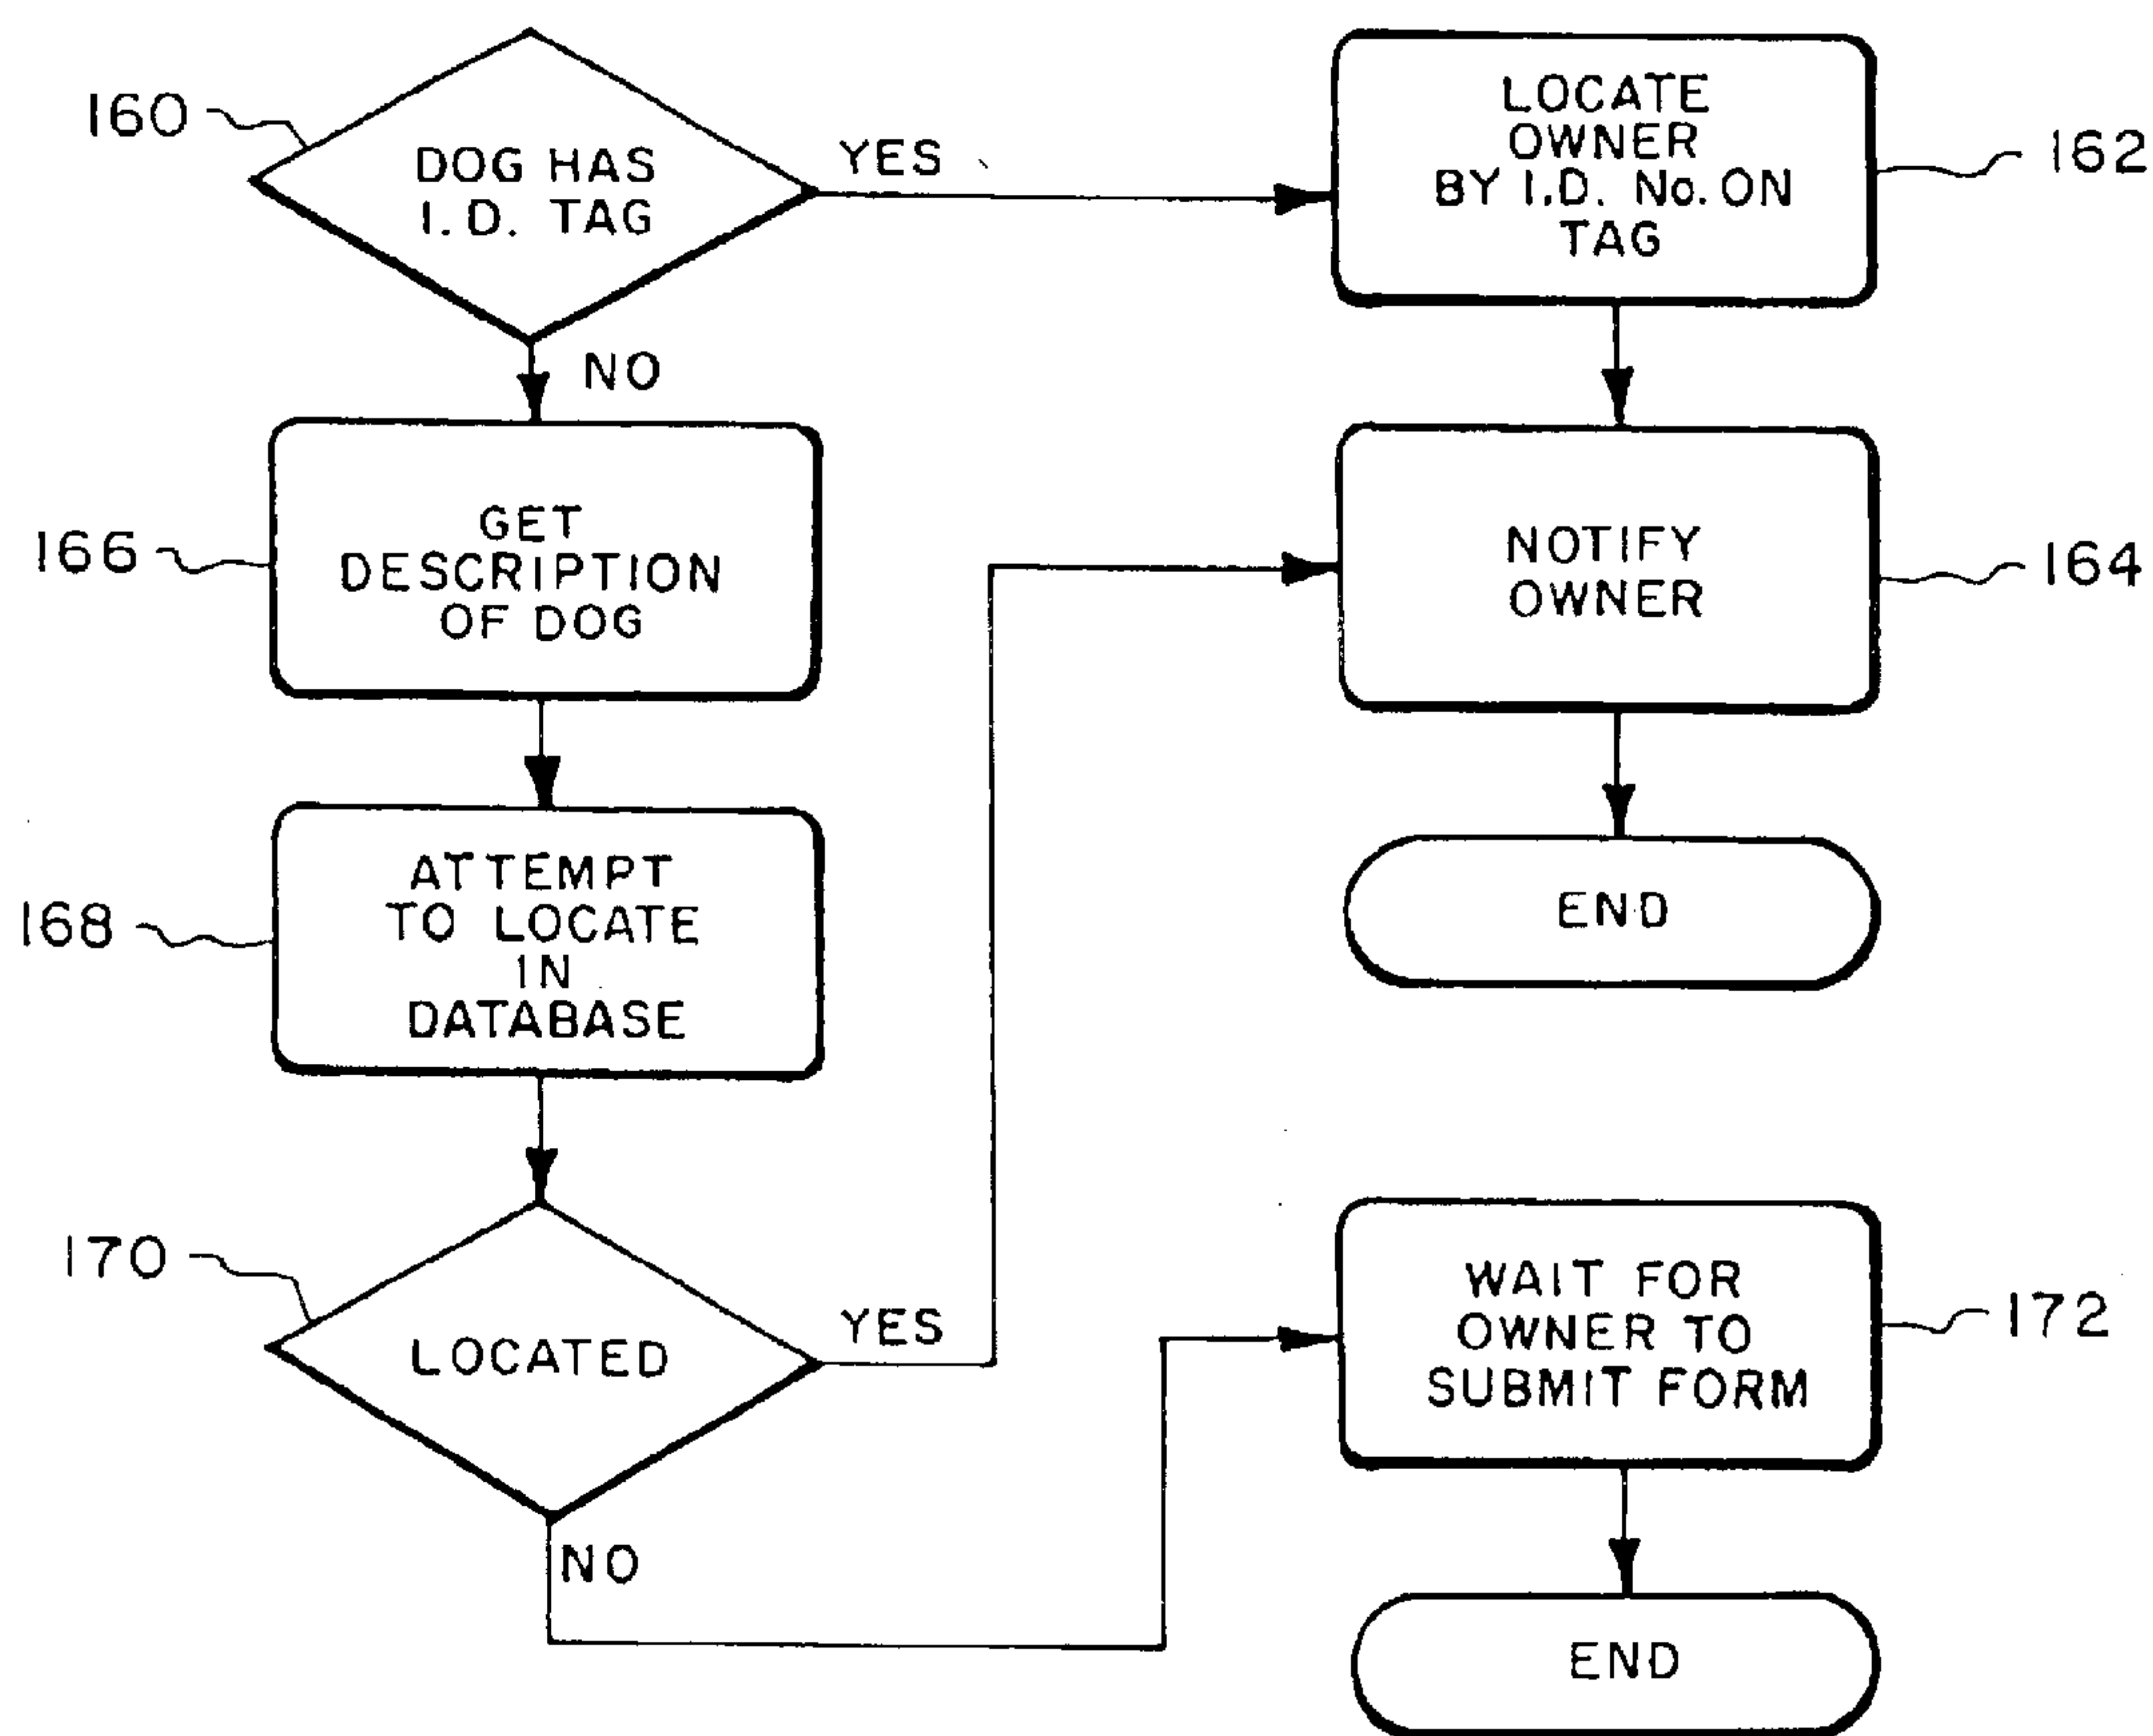 160
DOG HAS
I.D. TAG
YES
LOCATE
OWNER
BY I.D. No. ON
TAG
162
NO
166
GET
DESCRIPTION
OF DOG
NOTIFY
OWNER
164
168
ATTEMPT
TO LOCATE
IN
DATABASE
END
170
LOCATED
YES
NO
WAIT FOR
OWNER TO
SUBMIT FORM
172
END